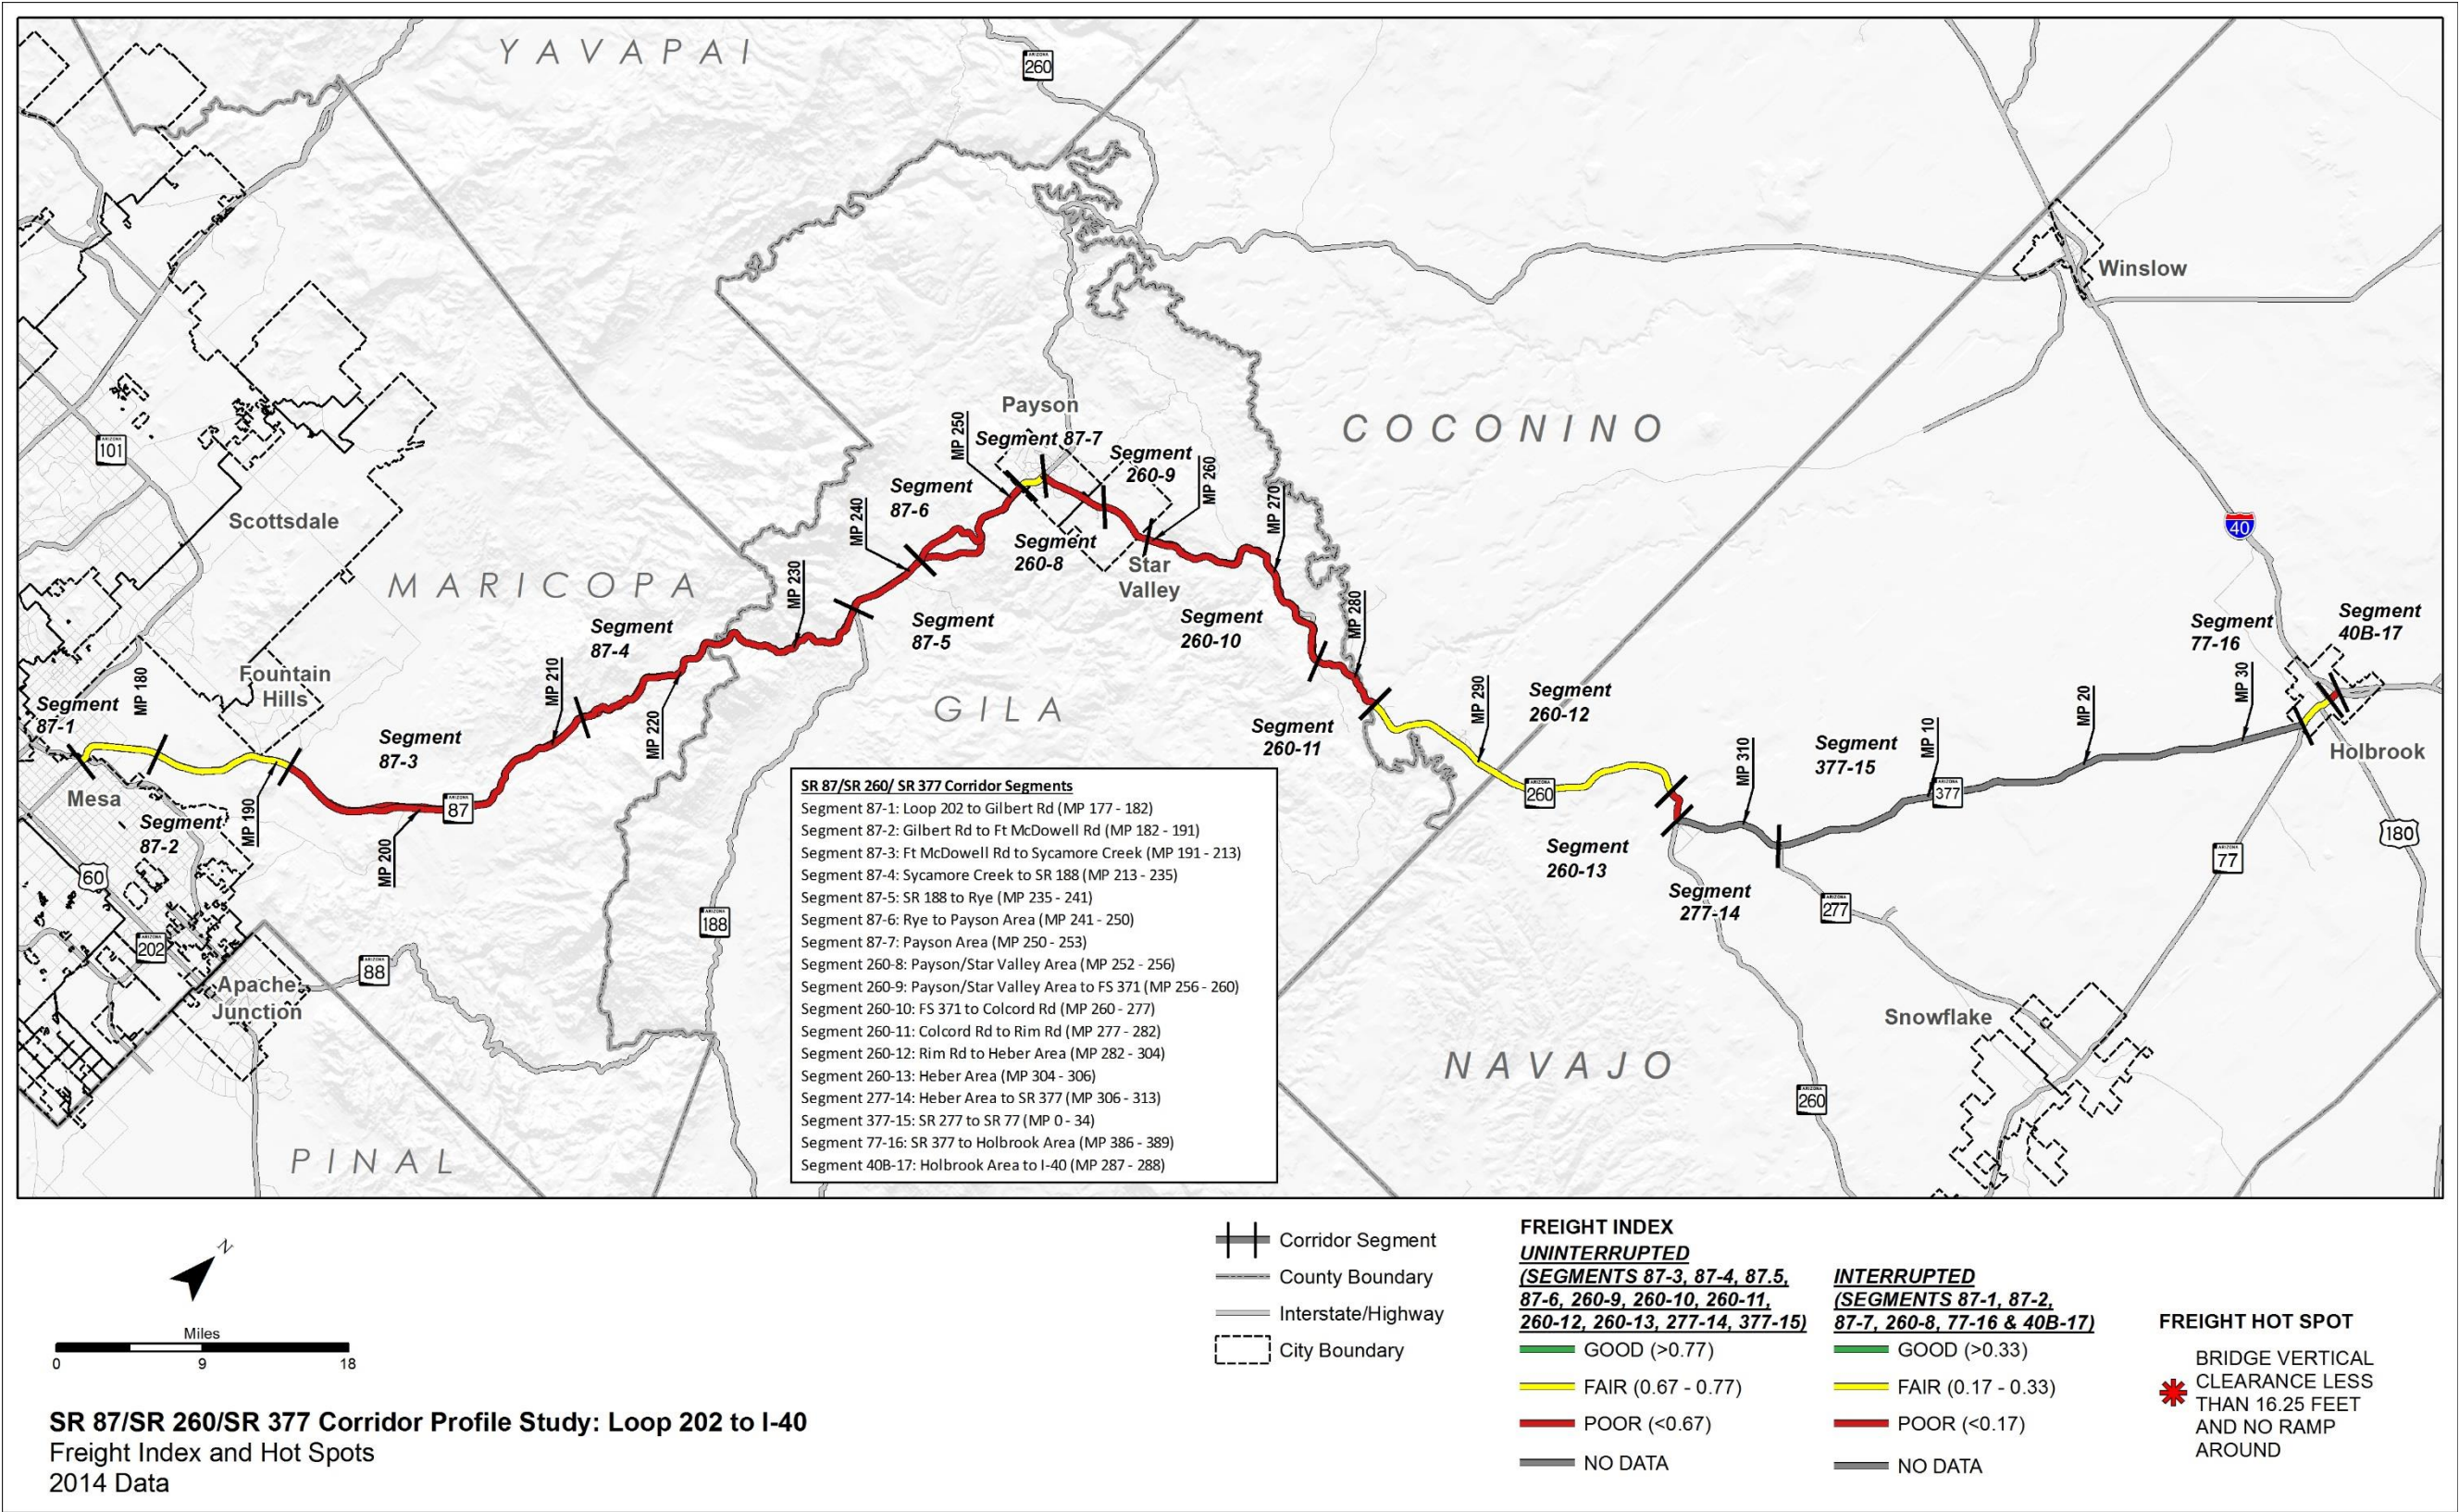 YAVAPAI
ARIZONA
260
Winslow
COCONINO
Payson
MP 250
Segment 87-7
Segment
260-9
MP 260
ARIZONA
101
Segment
87-6
MP 240
MP 270
Scottsdale
40
Segment
260-8
Star
Valley
MARICOPA
MP 230
MP 280
Segment
87-4
Segment
87-5
Segment
260-10
Segment
77-16
Segment
40B-17
MP 180
Fountain
Hills
MP 210
MP 220
GILA
MP 290
Segment
260-12
MP 20
MP 30
Segment
87-1
Segment
87-3
Segment
260-11
MP 310
Segment
377-15
MP 10
Holbrook
Mesa
MP 190
ARIZONA
87
ARIZONA
260
ARIZONA
377
Segment
87-2
MP 200
Segment
260-13
180
ARIZONA
77
60
Segment
277-14
ARIZONA
277
ARIZONA
188
ARIZONA
202
ARIZONA
88
Apache
Junction
Snowflake
NAVAJO
ARIZONA
260
PINAL
SR 87/SR 260/ SR 377 Corridor Segments
Segment 87-1: Loop 202 to Gilbert Rd (MP 177 - 182)
Segment 87-2: Gilbert Rd to Ft McDowell Rd (MP 182 - 191)
Segment 87-3: Ft McDowell Rd to Sycamore Creek (MP 191 - 213)
Segment 87-4: Sycamore Creek to SR 188 (MP 213 - 235)
Segment 87-5: SR 188 to Rye (MP 235 - 241)
Segment 87-6: Rye to Payson Area (MP 241 - 250)
Segment 87-7: Payson Area (MP 250 - 253)
Segment 260-8: Payson/Star Valley Area (MP 252 - 256)
Segment 260-9: Payson/Star Valley Area to FS 371 (MP 256 - 260)
Segment 260-10: FS 371 to Colcord Rd (MP 260 - 277)
Segment 260-11: Colcord Rd to Rim Rd (MP 277 - 282)
Segment 260-12: Rim Rd to Heber Area (MP 282 - 304)
Segment 260-13: Heber Area (MP 304 - 306)
Segment 277-14: Heber Area to SR 377 (MP 306 - 313)
Segment 377-15: SR 277 to SR 77 (MP 0 - 34)
Segment 77-16: SR 377 to Holbrook Area (MP 386 - 389)
Segment 40B-17: Holbrook Area to I-40 (MP 287 - 288)
N
Miles
0 9 18
SR 87/SR 260/SR 377 Corridor Profile Study: Loop 202 to I-40
Freight Index and Hot Spots
2014 Data
Corridor Segment
County Boundary
Interstate/Highway
City Boundary
FREIGHT INDEX
UNINTERRUPTED
(SEGMENTS 87-3, 87-4, 87.5,
87-6, 260-9, 260-10, 260-11,
260-12, 260-13, 277-14, 377-15)
GOOD (>0.77)
FAIR (0.67 - 0.77)
POOR (<0.67)
NO DATA
INTERRUPTED
(SEGMENTS 87-1, 87-2,
87-7, 260-8, 77-16 & 40B-17)
GOOD (>0.33)
FAIR (0.17 - 0.33)
POOR (<0.17)
NO DATA
FREIGHT HOT SPOT
BRIDGE VERTICAL
CLEARANCE LESS
THAN 16.25 FEET
AND NO RAMP
AROUND